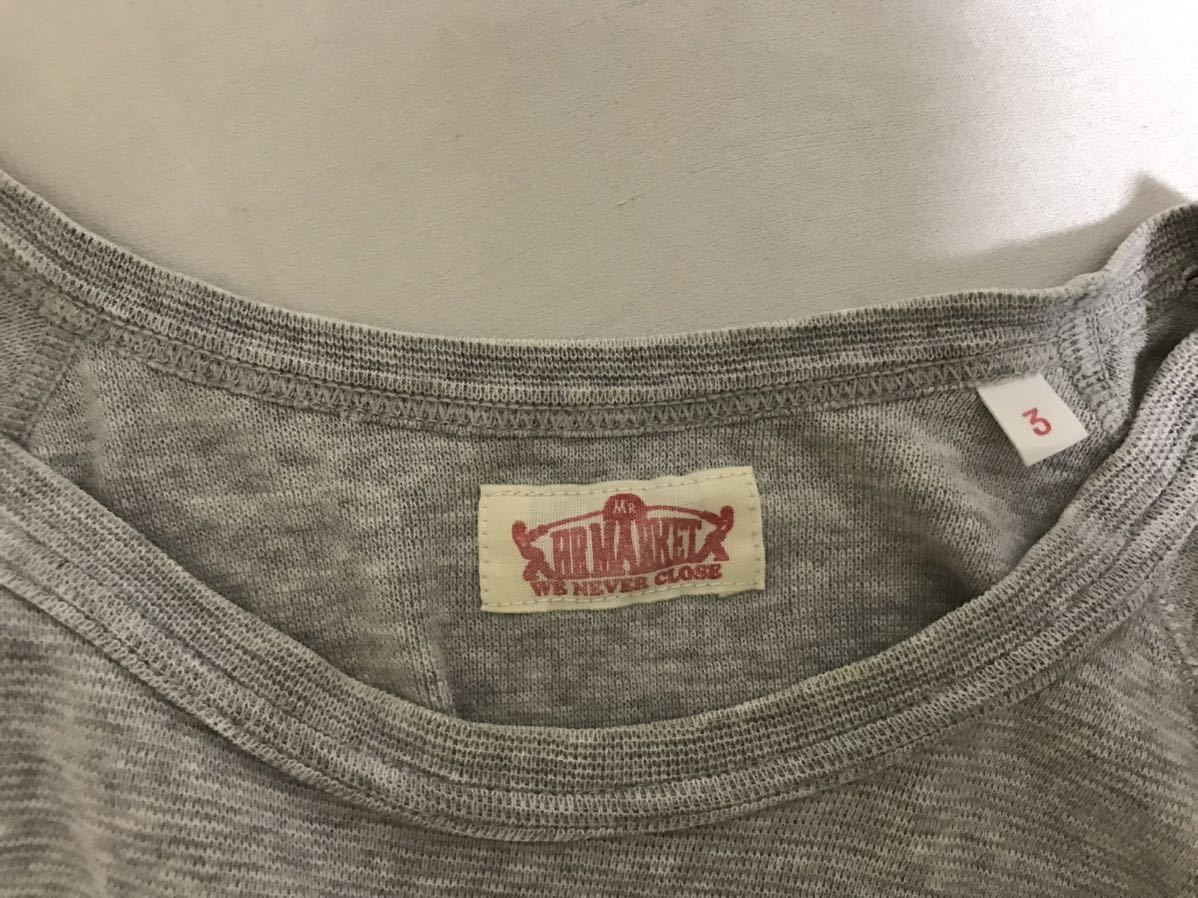 MR
HR MARKET
WE NEVER CLOSE
3